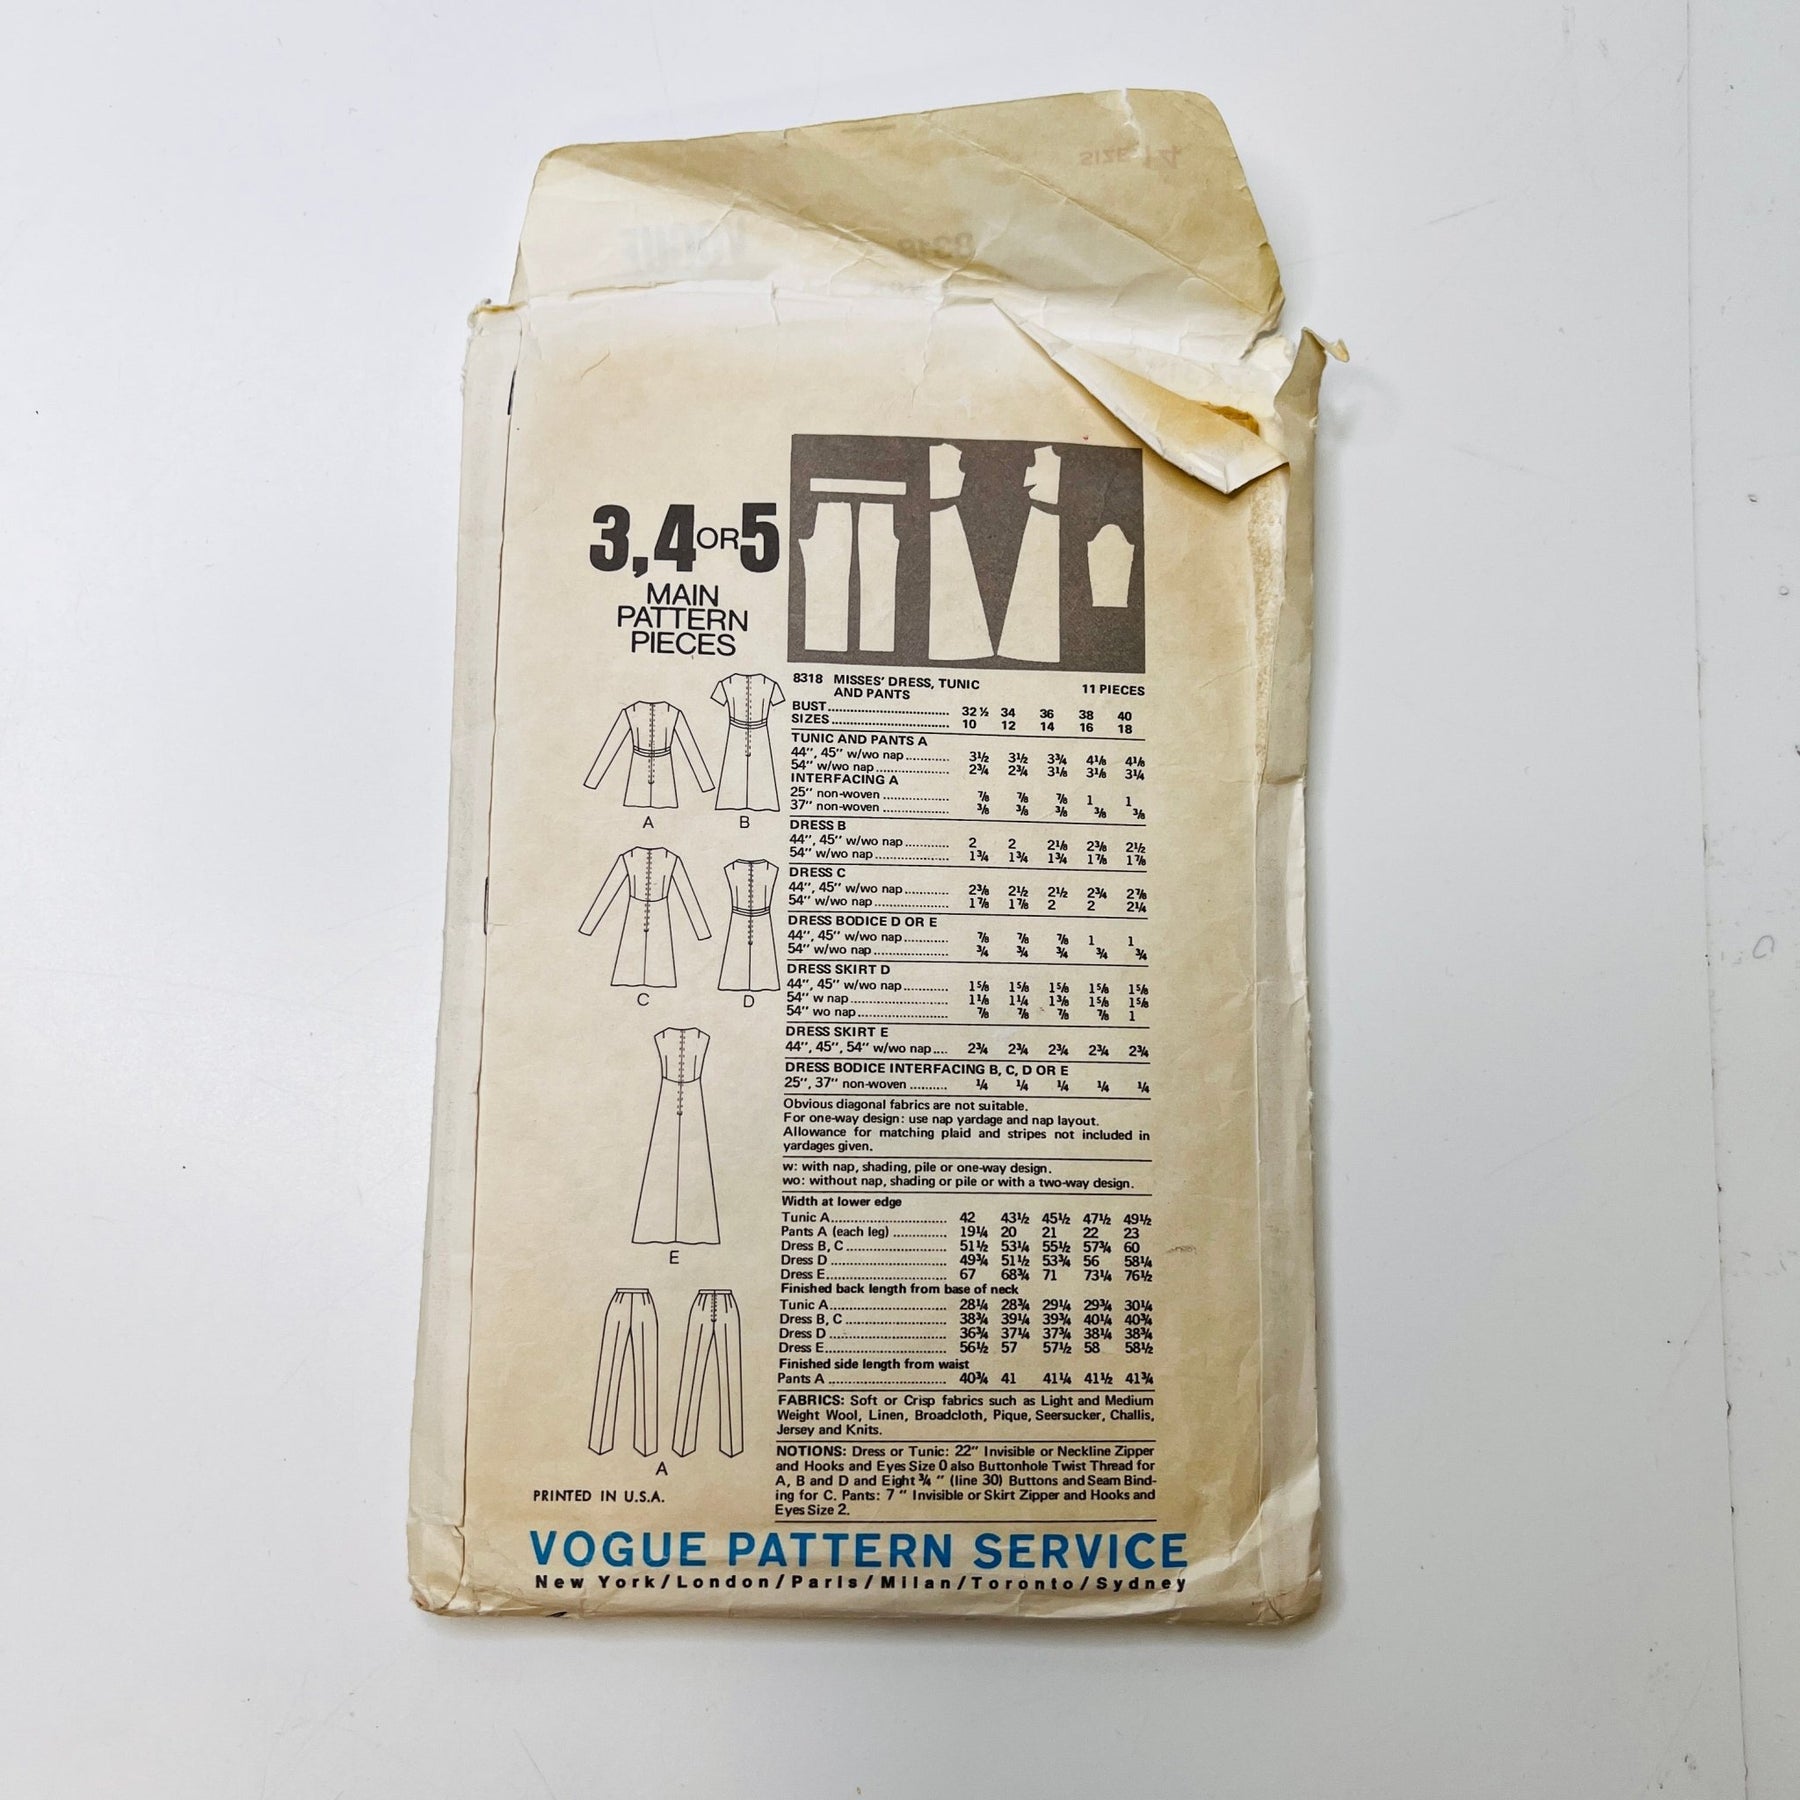 SIZE 14
8318 VOGUE
3,4 OR 5
MAIN
PATTERN
PIECES
A B
C D
E
A
PRINTED IN U.S.A.
8318 MISSES' DRESS, TUNIC
AND PANTS 11 PIECES
BUST 32½ 34 36 38 40
SIZES 10 12 14 16 18
TUNIC AND PANTS A
44'', 45'' w/wo nap 3½ 3½ 3¾ 4⅛ 4⅛
54'' w/wo nap 2¾ 2¾ 3⅛ 3⅛ 3¼
INTERFACING A
25'' non-woven ⅞ ⅞ ⅞ 1 1
37'' non-woven ⅜ ⅜ ⅜ ⅜ ⅜
DRESS B
44'', 45'' w/wo nap 2 2 2⅛ 2⅜ 2½
54'' w/wo nap 1¾ 1¾ 1¾ 1⅞ 1⅞
DRESS C
44'', 45'' w/wo nap 2⅜ 2½ 2½ 2¾ 2⅞
54'' w/wo nap 1⅞ 1⅞ 2 2 2¼
DRESS BODICE D OR E
44'', 45'' w/wo nap ⅞ ⅞ ⅞ 1 1
54'' w/wo nap ¾ ¾ ¾ ¾ ¾
DRESS SKIRT D
44'', 45'' w/wo nap 1⅝ 1⅝ 1⅝ 1⅝ 1⅝
54'' w nap 1⅛ 1¼ 1⅜ 1⅝ 1⅝
54'' wo nap ⅞ ⅞ ⅞ ⅞ 1
DRESS SKIRT E
44'', 45'', 54'' w/wo nap 2¾ 2¾ 2¾ 2¾ 2¾
DRESS BODICE INTERFACING B, C, D OR E
25'', 37'' non-woven ¼ ¼ ¼ ¼ ¼
Obvious diagonal fabrics are not suitable.
For one-way design: use nap yardage and nap layout.
Allowance for matching plaid and stripes not included in
yardages given.
w: with nap, shading, pile or one-way design.
wo: without nap, shading or pile or with a two-way design.
Width at lower edge
Tunic A 42 43½ 45½ 47½ 49½
Pants A (each leg) 19¼ 20 21 22 23
Dress B, C 51½ 53¼ 55½ 57¾ 60
Dress D 49¾ 51½ 53¾ 56 58¼
Dress E 67 68¾ 71 73¼ 76½
Finished back length from base of neck
Tunic A 28¼ 28¾ 29¼ 29¾ 30¼
Dress B, C 38¾ 39¼ 39¾ 40¼ 40¾
Dress D 36¾ 37¼ 37¾ 38¼ 38¾
Dress E 56½ 57 57½ 58 58½
Finished side length from waist
Pants A 40¾ 41 41¼ 41½ 41¾
FABRICS: Soft or Crisp fabrics such as Light and Medium
Weight Wool, Linen, Broadcloth, Pique, Seersucker, Challis,
Jersey and Knits.
NOTIONS: Dress or Tunic: 22'' Invisible or Neckline Zipper
and Hooks and Eyes Size 0 also Buttonhole Twist Thread for
A, B and D and Eight ¾ '' (line 30) Buttons and Seam Bind-
ing for C. Pants: 7 '' Invisible or Skirt Zipper and Hooks and
Eyes Size 2.
VOGUE PATTERN SERVICE
New York/London/Paris/Milan/Toronto/Sydney